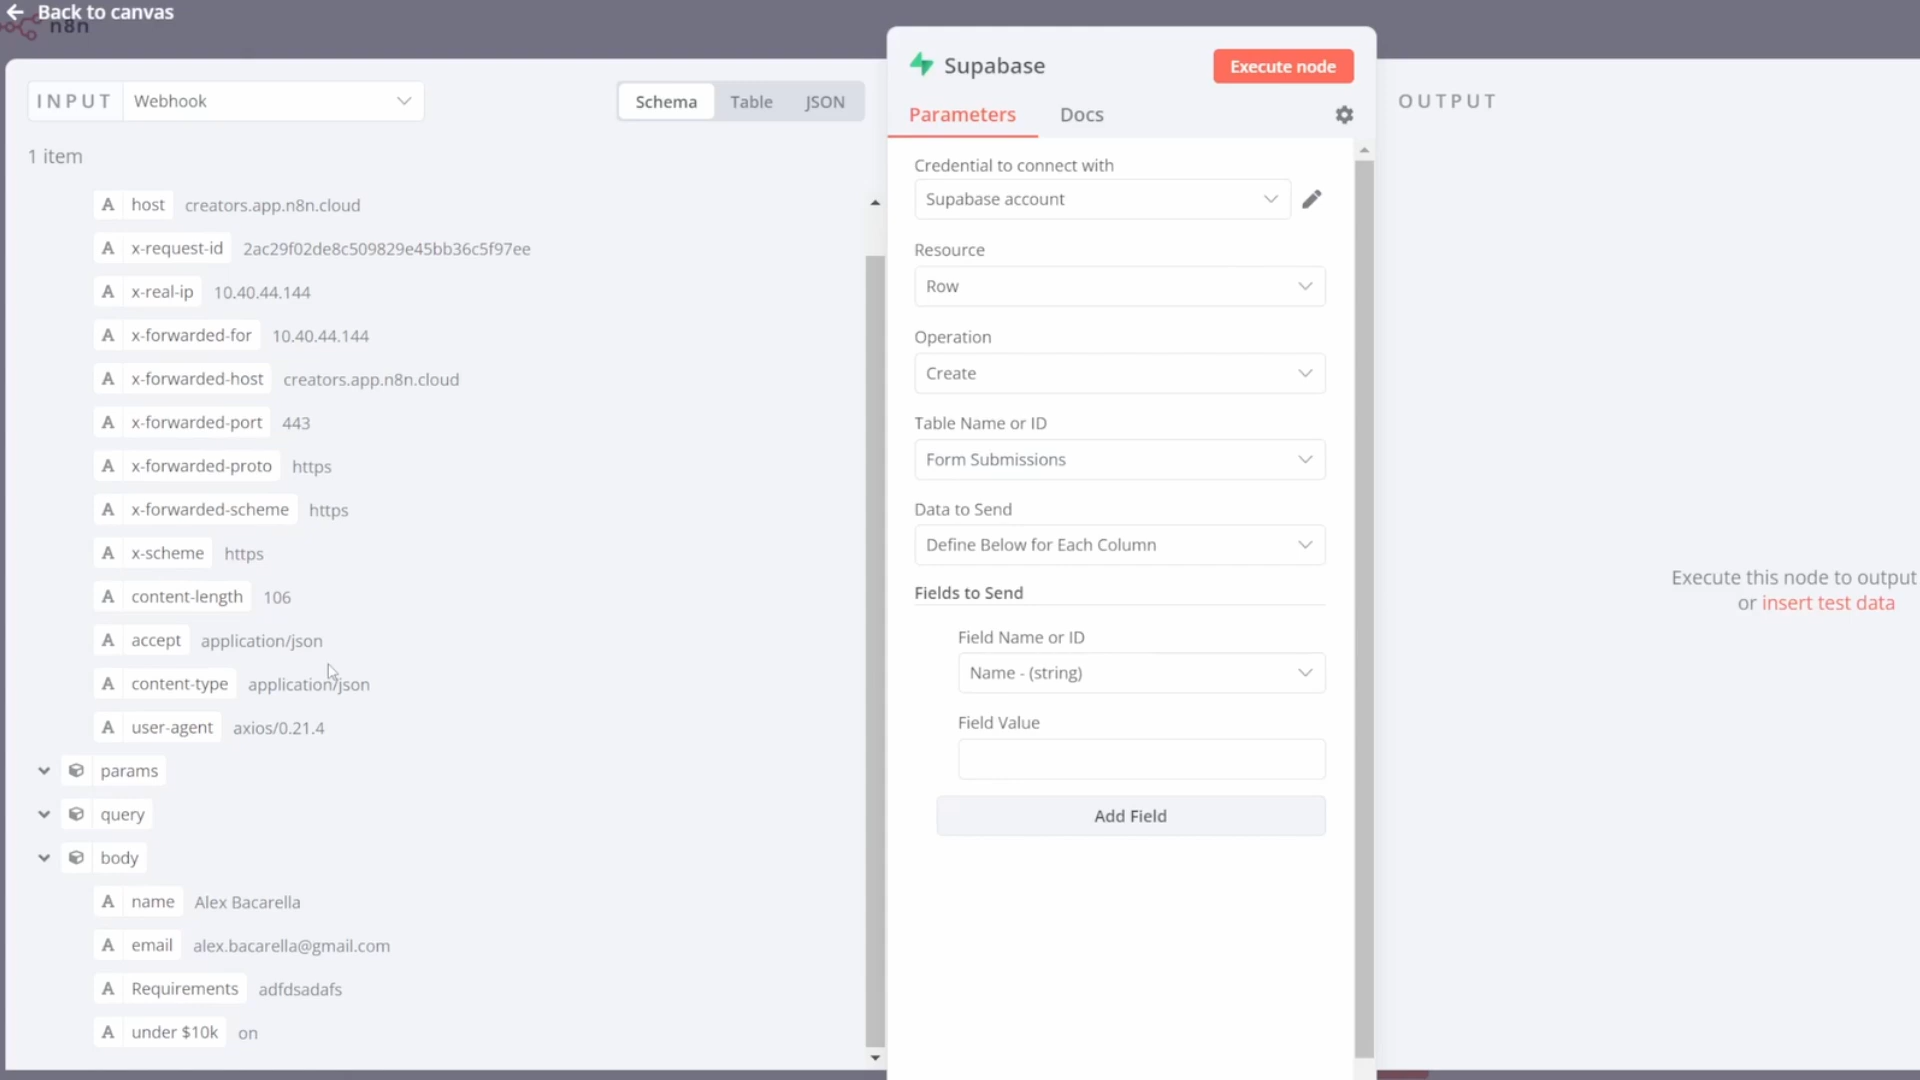 Back to canvas
n8n
INPUT Webhook
Schema Table JSON
1 item
A host creators.app.n8n.cloud
A x-request-id 2ac29f02de8c509829e45bb36c5f97ee
A x-real-ip 10.40.44.144
A x-forwarded-for 10.40.44.144
A x-forwarded-host creators.app.n8n.cloud
A x-forwarded-port 443
A x-forwarded-proto https
A x-forwarded-scheme https
A x-scheme https
A content-length 106
A accept application/json
A content-type application/json
A user-agent axios/0.21.4
params
query
body
A name Alex Bacarella
A email alex.bacarella@gmail.com
A Requirements adfdsadafs
A under $10k on
Supabase
Execute node
Parameters Docs
Credential to connect with
Supabase account
Resource
Row
Operation
Create
Table Name or ID
Form Submissions
Data to Send
Define Below for Each Column
Fields to Send
Field Name or ID
Name - (string)
Field Value
Add Field
OUTPUT
Execute this node to output
or insert test data